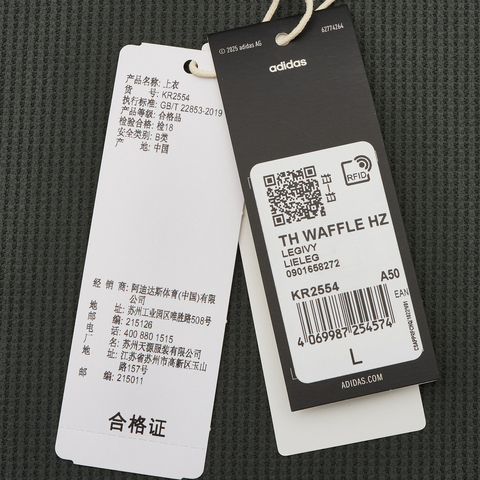 产品名称: 上衣
货 号: KR2554
执行标准: GB/T 22853-2019
产品等级: 合格品
检验合格: 检18
安全类别: B类
产 地: 中国
经 销 商: 阿迪达斯体育(中国)有限
公司
地 址: 苏州工业园区唯胜路508号
邮 编: 215126
电 话: 400 880 1515
厂 名: 苏州天源服装有限公司
地 址: 江苏省苏州市高新区玉山
路157号
邮 编: 215011
合格证
© 2025 adidas AG
62774264
adidas
RFID
TH WAFFLE HZ
LEGIVY
LIELEG
0901658272
KR2554 A50
EAN
4 069987 254574
L
ADIDAS.COM